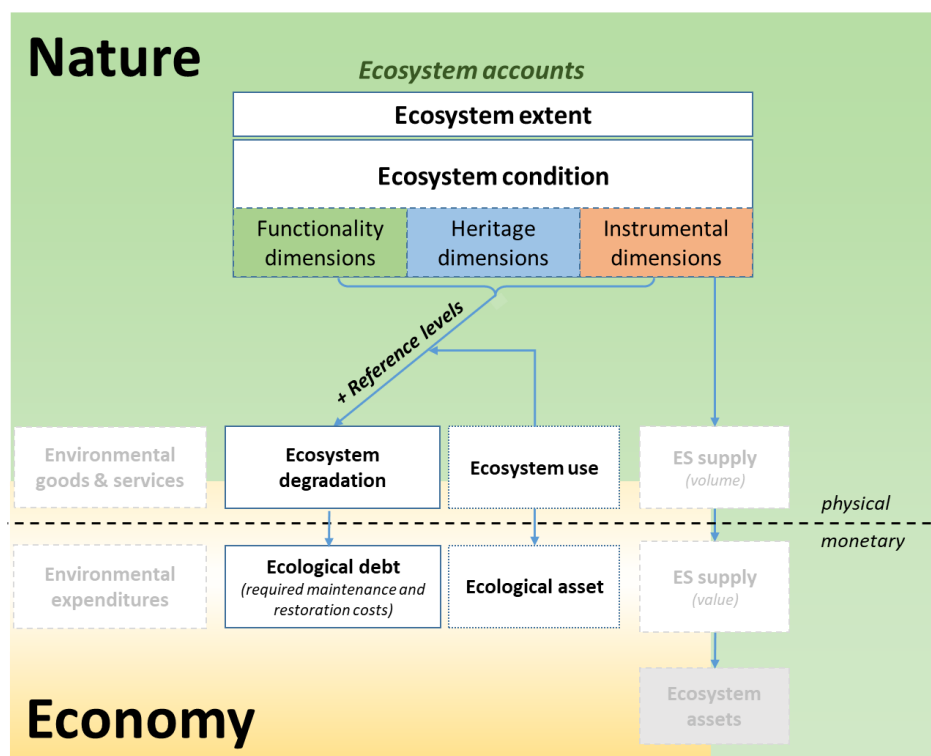 Nature
Ecosystem accounts
Ecosystem extent
Ecosystem condition
Functionality
dimensions
Heritage
dimensions
Instrumental
dimensions
+ Reference levels
Environmental
goods & services
Ecosystem
degradation
Ecosystem use
ES supply
(volume)
physical
monetary
Environmental
expenditures
Ecological debt
(required maintenance and
restoration costs)
Ecological asset
ES supply
(value)
Ecosystem
assets
Economy